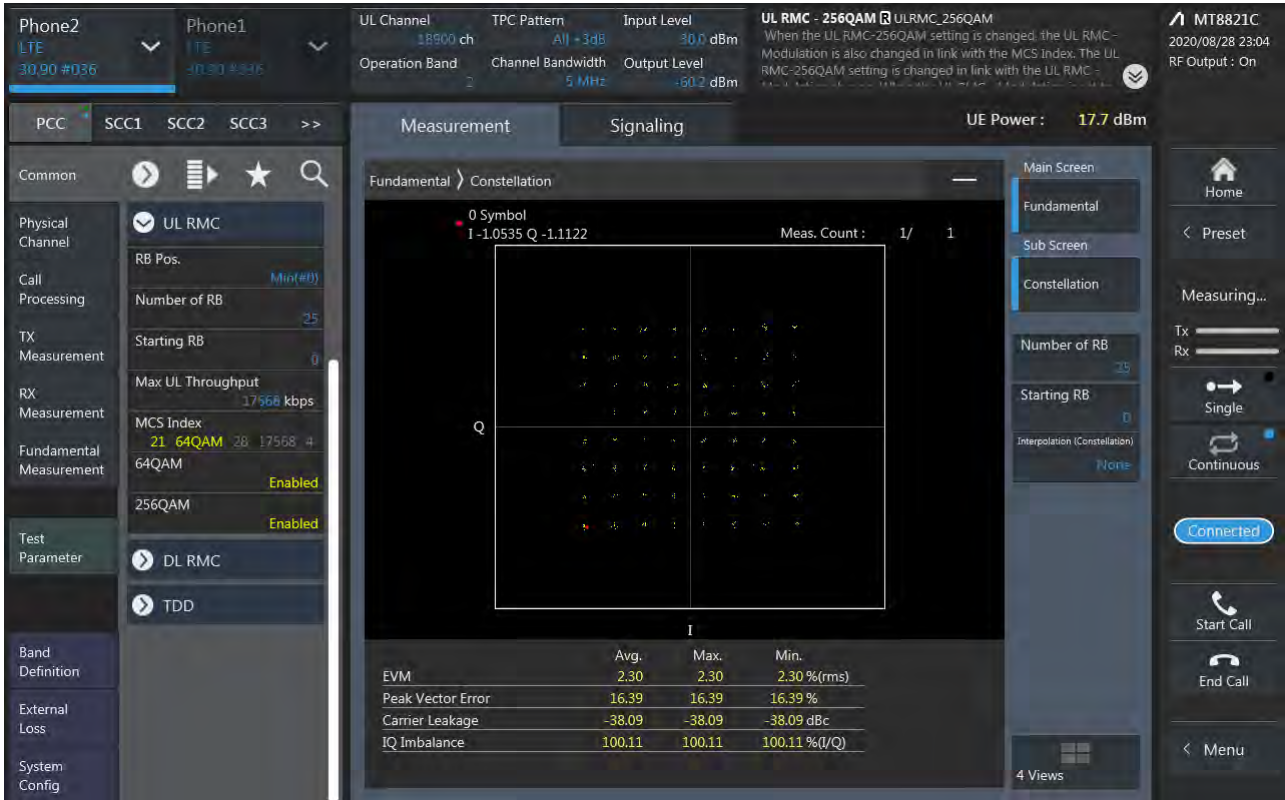 Phone2
LTE
30.90 #036
Phone1
LTE
30.90 #036
UL Channel
18900 ch
Operation Band
2
TPC Pattern
All +3dB
Channel Bandwidth
5 MHz
Input Level
30.0 dBm
Output Level
-60.2 dBm
UL RMC - 256QAM R ULRMC_256QAM
When the UL RMC-256QAM setting is changed, the UL RMC -
Modulation is also changed in link with the MCS Index. The UL
RMC-256QAM setting is changed in link with the UL RMC -
MT8821C
2020/08/28 23:04
RF Output : On
PCC
SCC1
SCC2
SCC3
>>
Measurement
Signaling
UE Power : 17.7 dBm
Common
Physical
Channel
Call
Processing
TX
Measurement
RX
Measurement
Fundamental
Measurement
Test
Parameter
Band
Definition
External
Loss
System
Config
UL RMC
RB Pos.
Min(#0)
Number of RB
25
Starting RB
0
Max UL Throughput
17568 kbps
MCS Index
21 64QAM 28 17568 4
64QAM
Enabled
256QAM
Enabled
DL RMC
TDD
Fundamental > Constellation
0 Symbol
I -1.0535 Q -1.1122
Meas. Count : 1/ 1
Q
I
Avg. Max. Min.
EVM 2.30 2.30 2.30 %(rms)
Peak Vector Error 16.39 16.39 16.39 %
Carrier Leakage -38.09 -38.09 -38.09 dBc
IQ Imbalance 100.11 100.11 100.11 %(I/Q)
Main Screen
Fundamental
Sub Screen
Constellation
Number of RB
25
Starting RB
0
Interpolation (Constellation)
None
4 Views
Home
< Preset
Measuring...
Tx
Rx
Single
Continuous
Connected
Start Call
End Call
< Menu